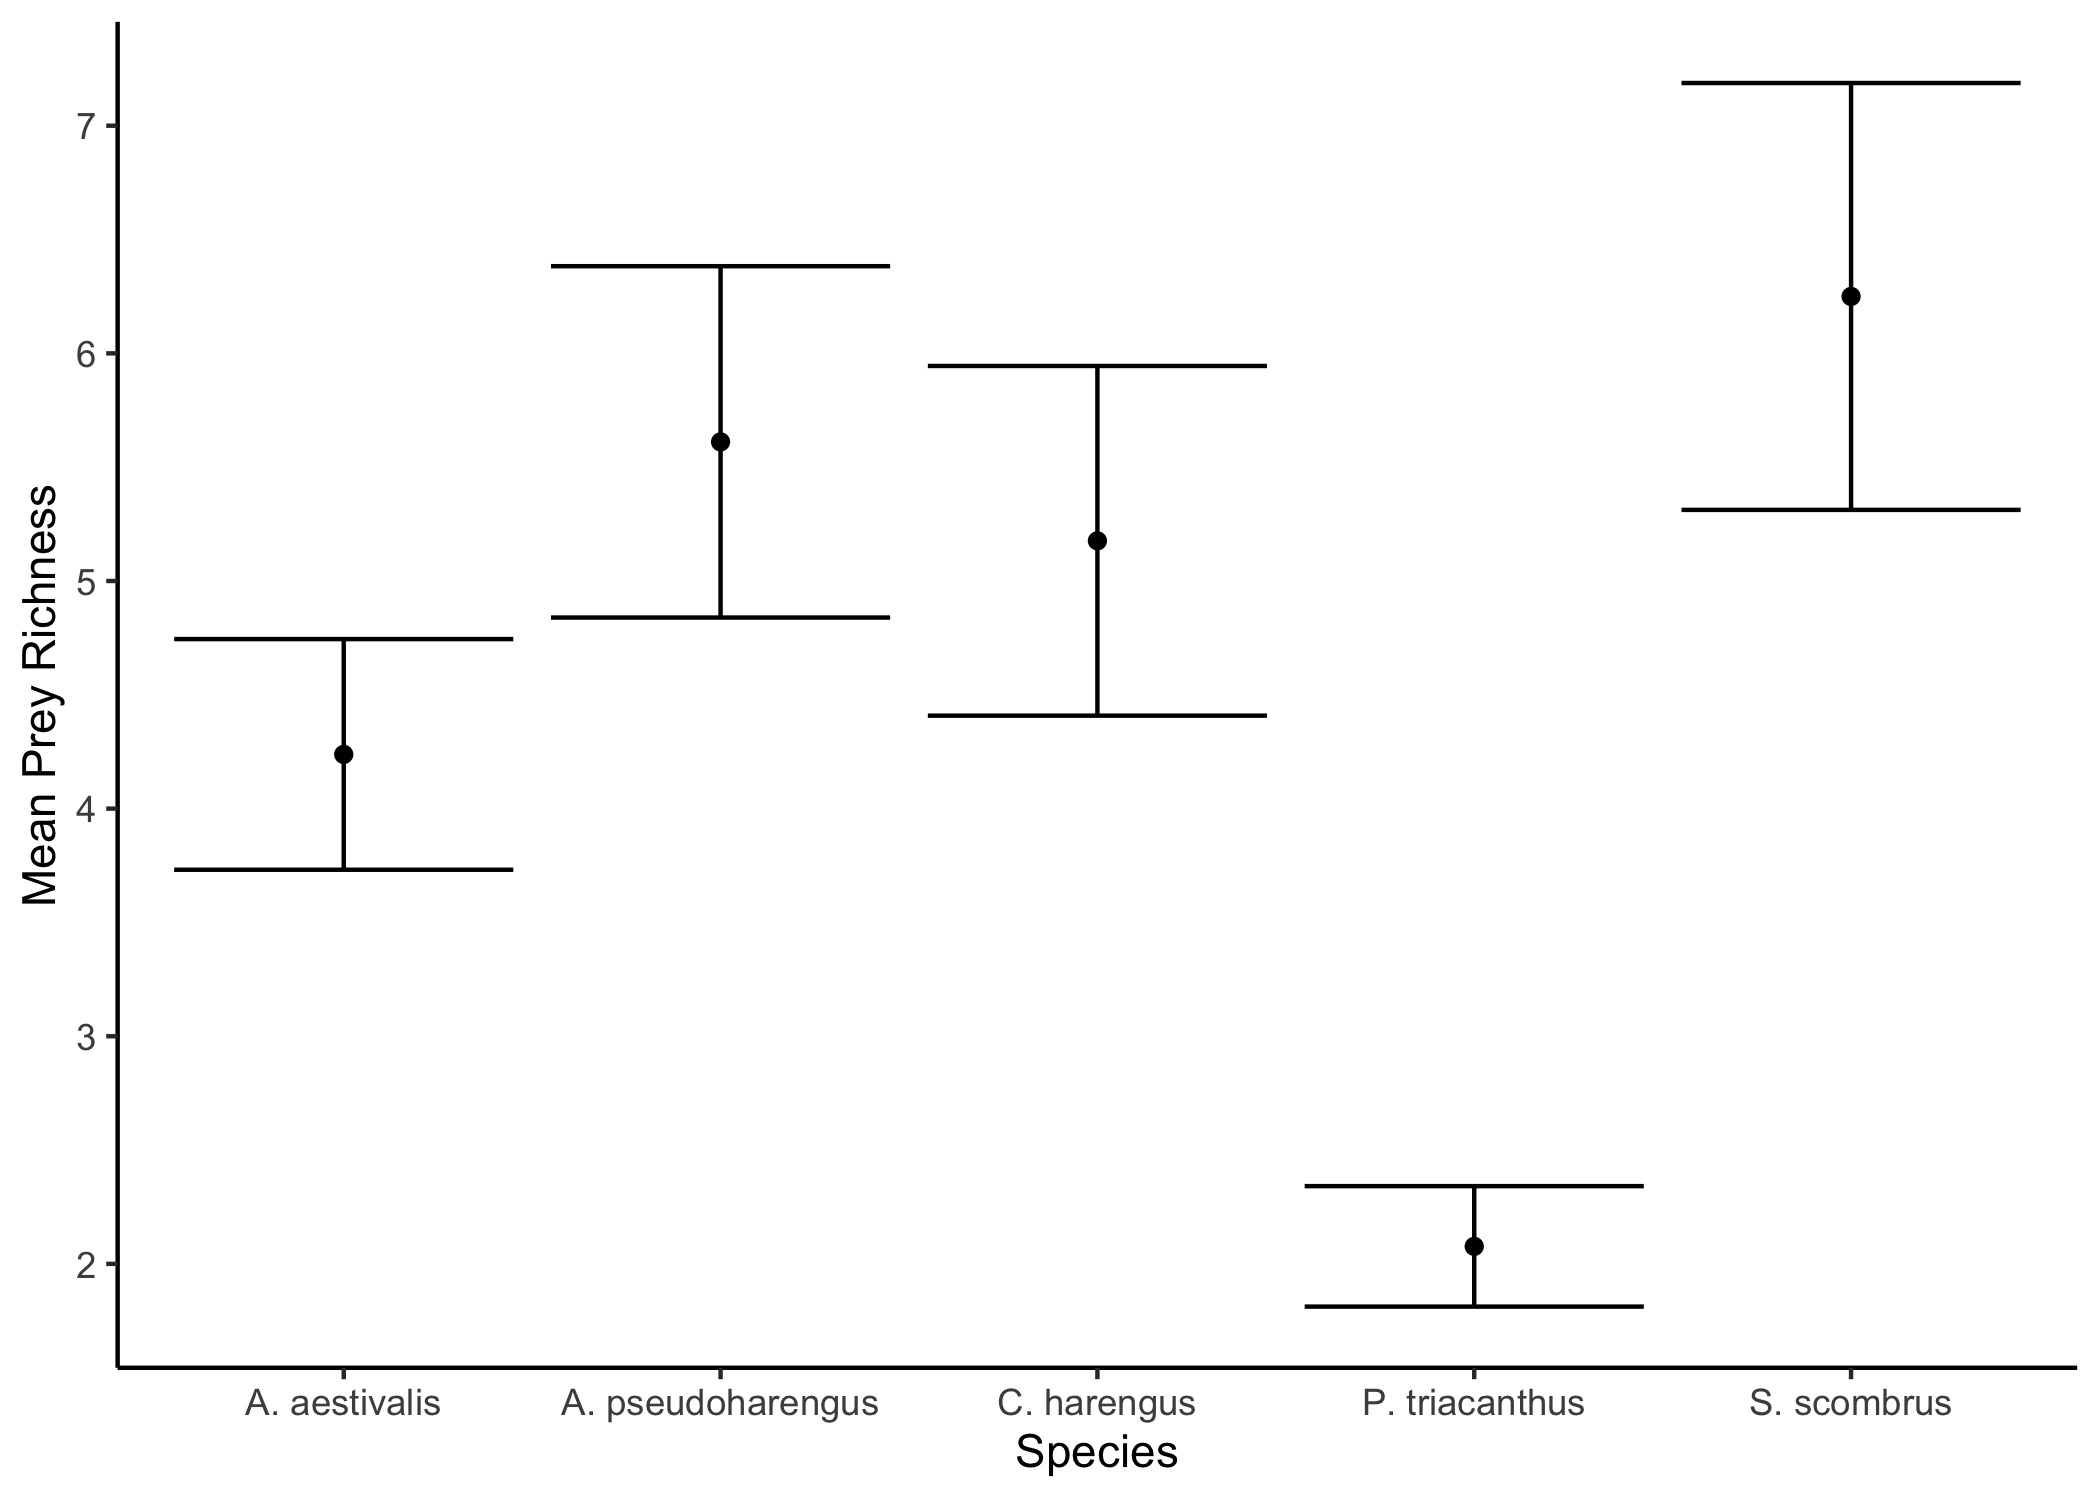 Mean Prey Richness
7
6
5
4
3
2
A. aestivalis A. pseudoharengus C. harengus P. triacanthus S. scombrus
Species